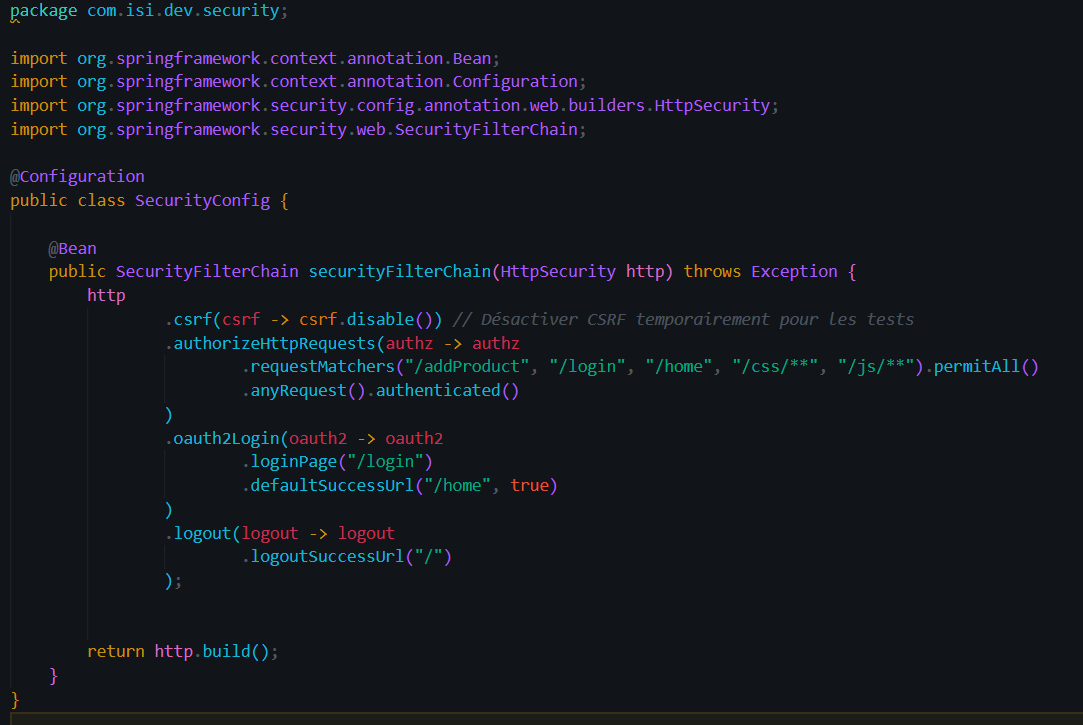 package com.isi.dev.security;
import org.springframework.context.annotation.Bean;
import org.springframework.context.annotation.Configuration;
import org.springframework.security.config.annotation.web.builders.HttpSecurity;
import org.springframework.security.web.SecurityFilterChain;
@Configuration
public class SecurityConfig {
@Bean
public SecurityFilterChain securityFilterChain(HttpSecurity http) throws Exception {
http
.csrf(csrf -> csrf.disable()) // Désactiver CSRF temporairement pour les tests
.authorizeHttpRequests(authz -> authz
.requestMatchers("/addProduct", "/login", "/home", "/css/**", "/js/**").permitAll()
.anyRequest().authenticated()
)
.oauth2Login(oauth2 -> oauth2
.loginPage("/login")
.defaultSuccessUrl("/home", true)
)
.logout(logout -> logout
.logoutSuccessUrl("/")
);
return http.build();
}
}